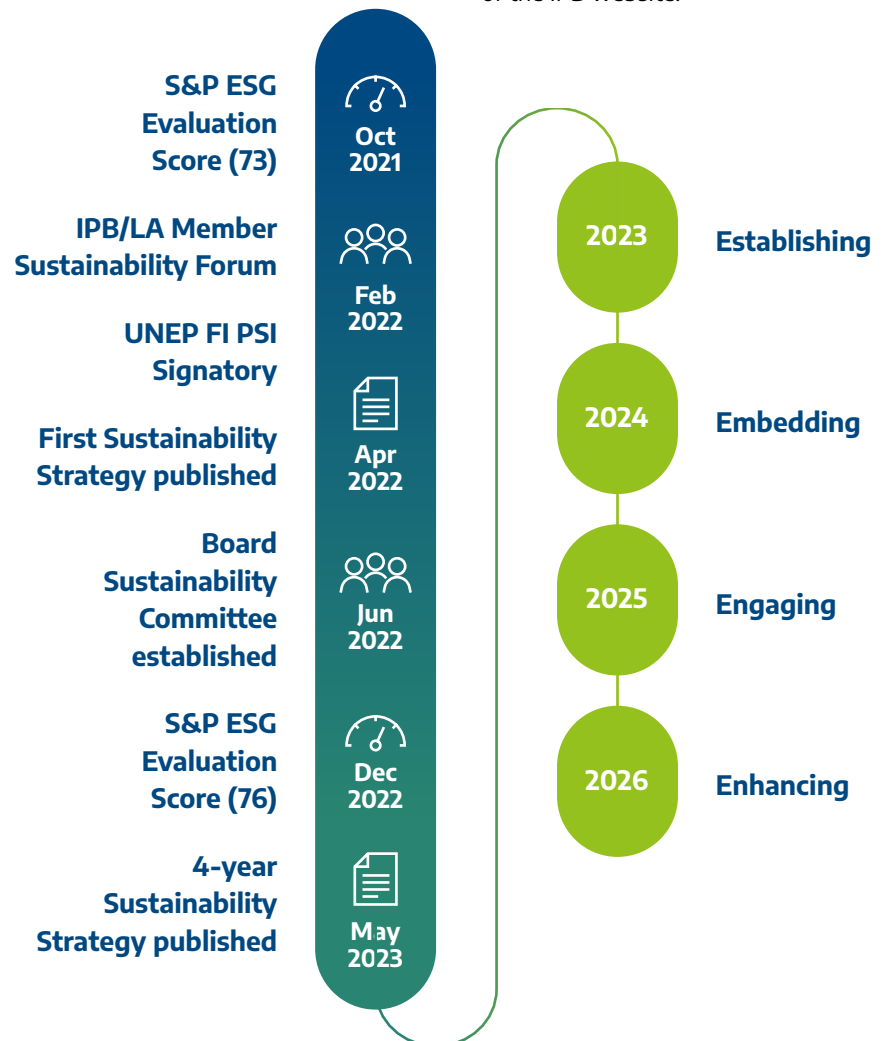 S&P ESG
Evaluation
Score (73)
Oct
2021
IPB/LA Member
Sustainability Forum
Feb
2022
UNEP FI PSI
Signatory
First Sustainability
Strategy published
Apr
2022
Board
Sustainability
Committee
established
Jun
2022
S&P ESG
Evaluation
Score (76)
Dec
2022
4-year
Sustainability
Strategy published
May
2023
2023
Establishing
2024
Embedding
2025
Engaging
2026
Enhancing